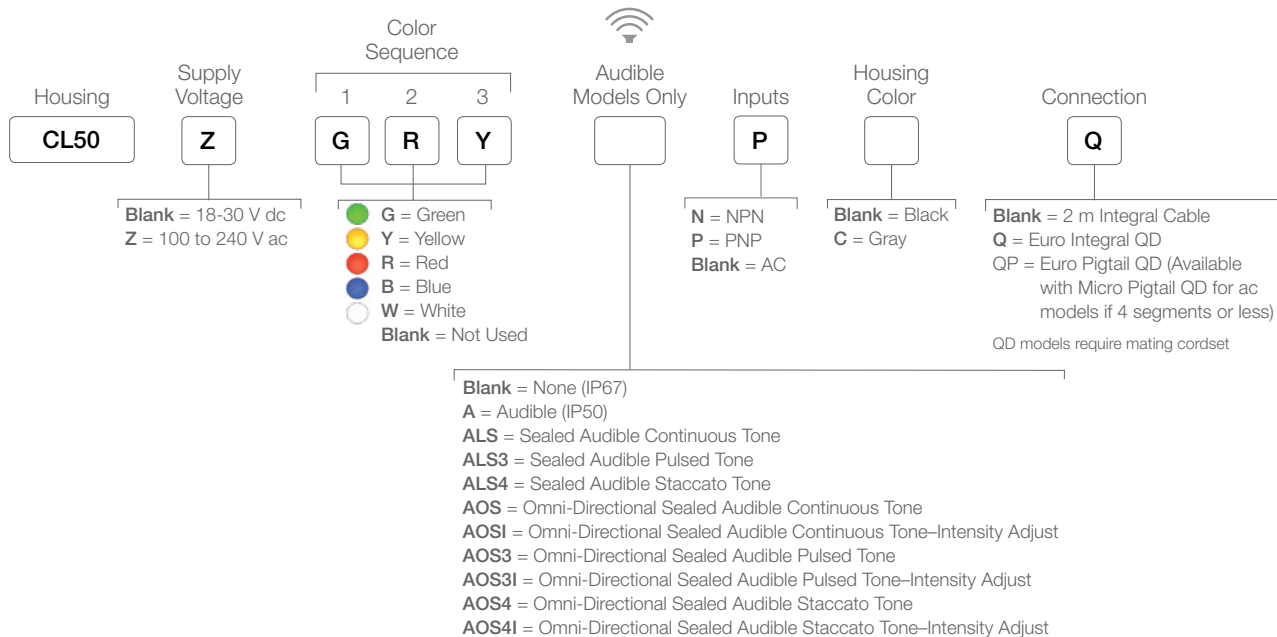 Color
Sequence
Housing
Supply
Voltage
1 2 3
Audible
Models Only
Inputs
Housing
Color
Connection
CL50 Z G R Y P Q
Blank = 18-30 V dc
Z = 100 to 240 V ac
G = Green
Y = Yellow
R = Red
B = Blue
W = White
Blank = Not Used
N = NPN
P = PNP
Blank = AC
Blank = Black
C = Gray
Blank = 2 m Integral Cable
Q = Euro Integral QD
QP = Euro Pigtail QD (Available
with Micro Pigtail QD for ac
models if 4 segments or less)
QD models require mating cordset
Blank = None (IP67)
A = Audible (IP50)
ALS = Sealed Audible Continuous Tone
ALS3 = Sealed Audible Pulsed Tone
ALS4 = Sealed Audible Staccato Tone
AOS = Omni-Directional Sealed Audible Continuous Tone
AOSI = Omni-Directional Sealed Audible Continuous Tone–Intensity Adjust
AOS3 = Omni-Directional Sealed Audible Pulsed Tone
AOS3I = Omni-Directional Sealed Audible Pulsed Tone–Intensity Adjust
AOS4 = Omni-Directional Sealed Audible Staccato Tone
AOS4I = Omni-Directional Sealed Audible Staccato Tone–Intensity Adjust